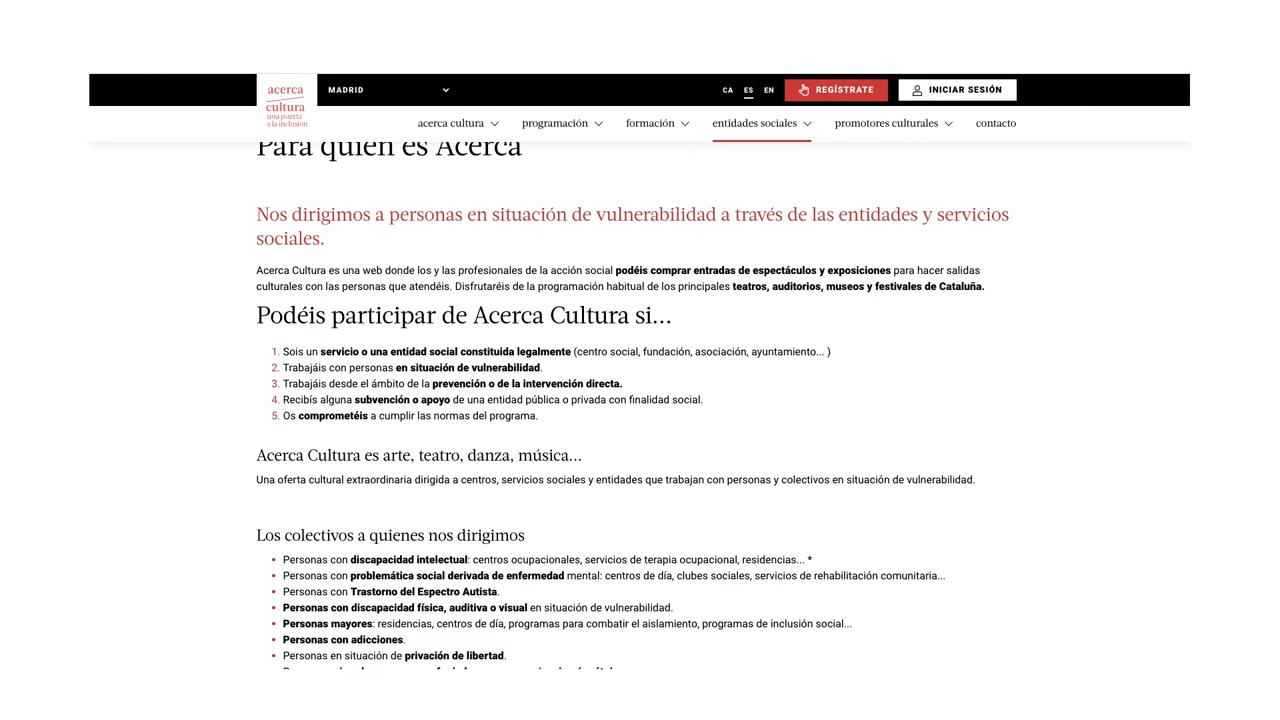 acerca
cultura
una puerta
a la inclusión
MADRID
CA ES EN REGÍSTRATE INICIAR SESIÓN
acerca cultura programación formación entidades sociales promotores culturales contacto
Para quién es Acerca
Nos dirigimos a personas en situación de vulnerabilidad a través de las entidades y servicios
sociales.
Acerca Cultura es una web donde los y las profesionales de la acción social podéis comprar entradas de espectáculos y exposiciones para hacer salidas
culturales con las personas que atendéis. Disfrutaréis de la programación habitual de los principales teatros, auditorios, museos y festivales de Cataluña.
Podéis participar de Acerca Cultura si...
1. Sois un servicio o una entidad social constituida legalmente (centro social, fundación, asociación, ayuntamiento... )
2. Trabajáis con personas en situación de vulnerabilidad.
3. Trabajáis desde el ámbito de la prevención o de la intervención directa.
4. Recibís alguna subvención o apoyo de una entidad pública o privada con finalidad social.
5. Os comprometéis a cumplir las normas del programa.
Acerca Cultura es arte, teatro, danza, música...
Una oferta cultural extraordinaria dirigida a centros, servicios sociales y entidades que trabajan con personas y colectivos en situación de vulnerabilidad.
Los colectivos a quienes nos dirigimos
• Personas con discapacidad intelectual: centros ocupacionales, servicios de terapia ocupacional, residencias... *
• Personas con problemática social derivada de enfermedad mental: centros de día, clubes sociales, servicios de rehabilitación comunitaria...
• Personas con Trastorno del Espectro Autista.
• Personas con discapacidad física, auditiva o visual en situación de vulnerabilidad.
• Personas mayores: residencias, centros de día, programas para combatir el aislamiento, programas de inclusión social...
• Personas con adicciones.
• Personas en situación de privación de libertad.